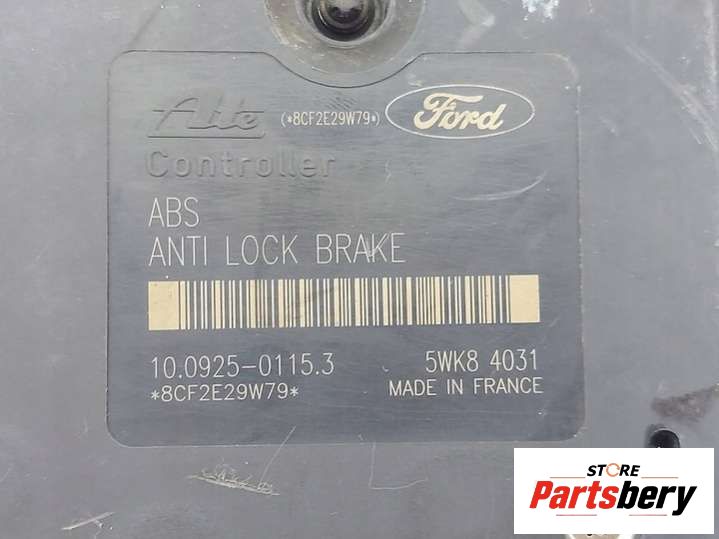 Ate (*8CF2E29W79*) Ford
Controller
ABS
ANTI LOCK BRAKE
10.0925-0115.3 5WK8 4031
*8CF2E29W79* MADE IN FRANCE
STORE
Partsbery